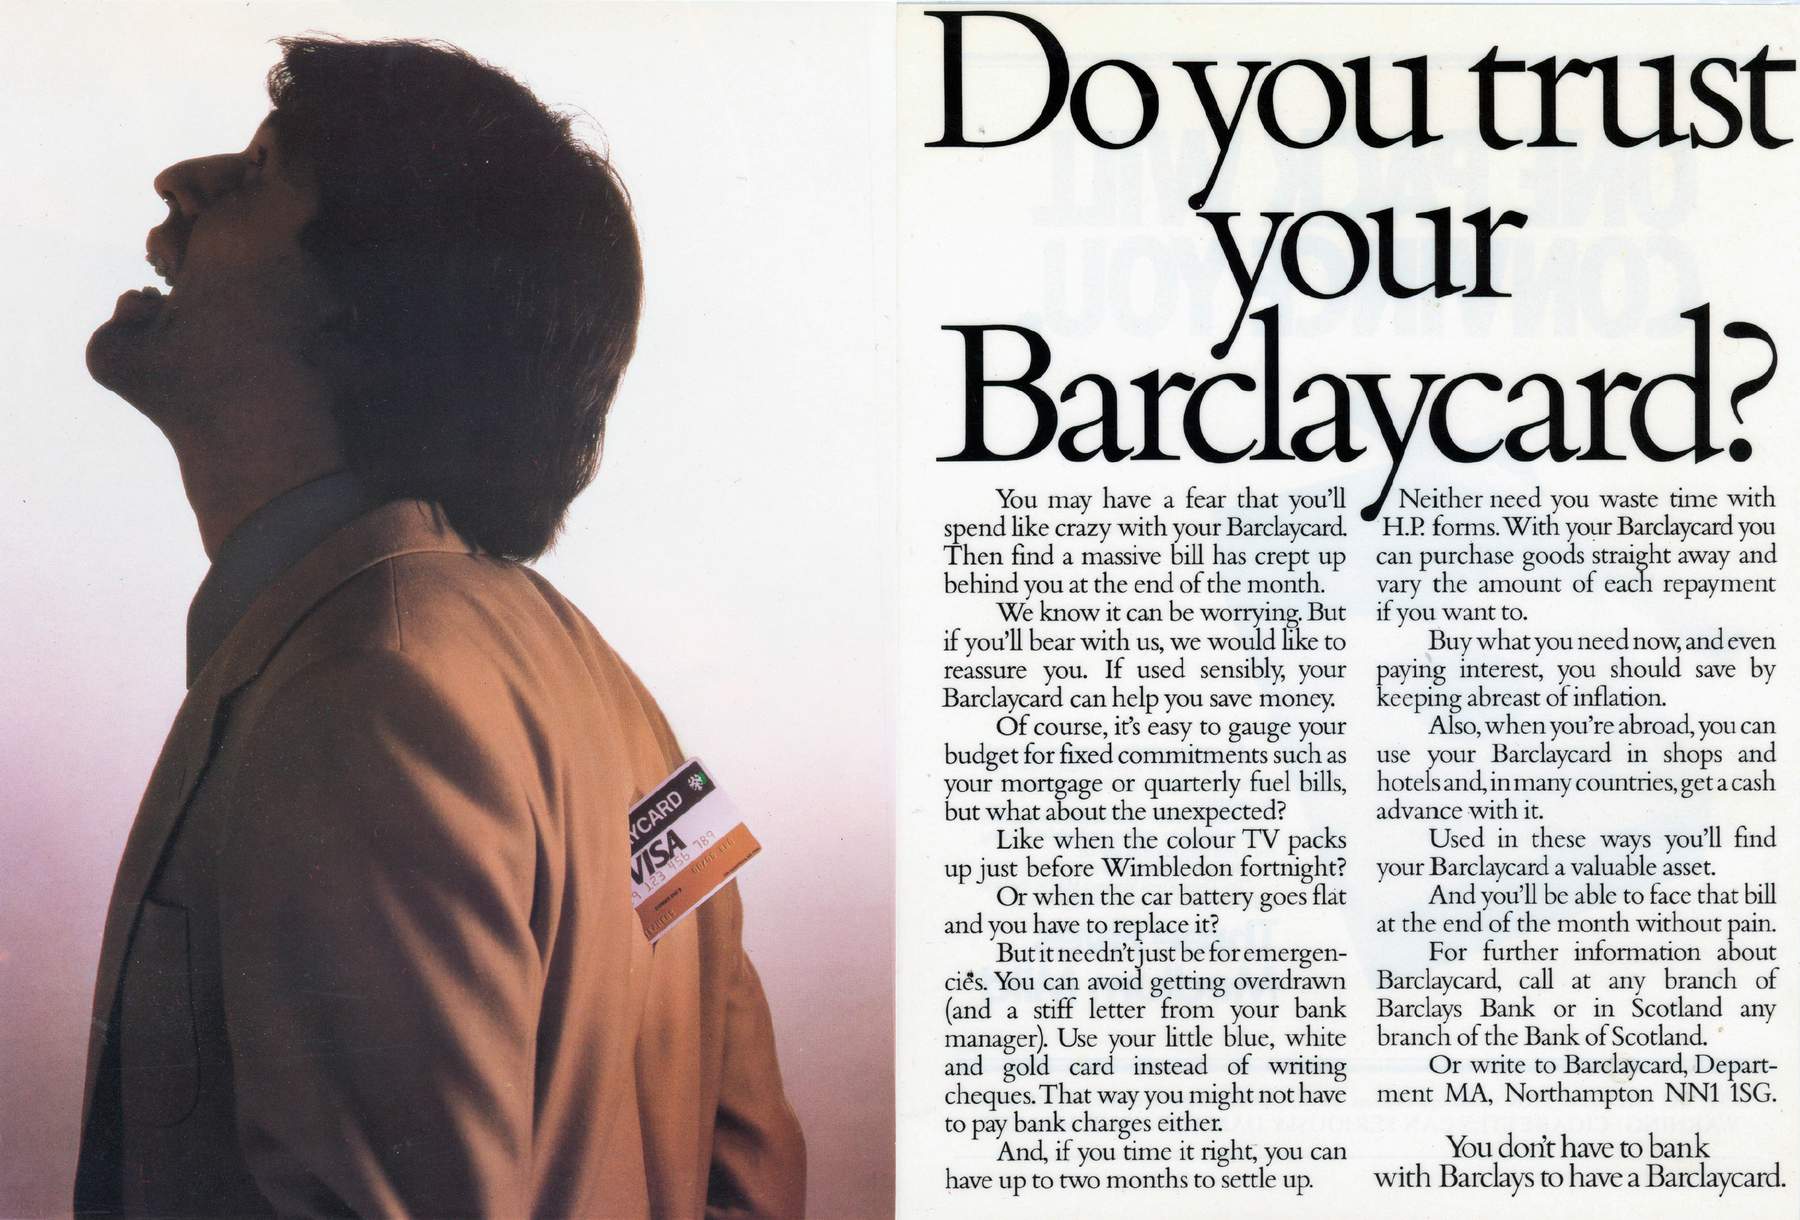 Do you trust
your
Barclaycard?
You may have a fear that you'll
spend like crazy with your Barclaycard.
Then find a massive bill has crept up
behind you at the end of the month.
We know it can be worrying. But
if you'll bear with us, we would like to
reassure you. If used sensibly, your
Barclaycard can help you save money.
Of course, it's easy to gauge your
budget for fixed commitments such as
your mortgage or quarterly fuel bills,
but what about the unexpected?
Like when the colour TV packs
up just before Wimbledon fortnight?
Or when the car battery goes flat
and you have to replace it?
But it needn't just be for emergen-
cies. You can avoid getting overdrawn
(and a stiff letter from your bank
manager). Use your little blue, white
and gold card instead of writing
cheques. That way you might not have
to pay bank charges either.
And, if you time it right, you can
have up to two months to settle up.
Neither need you waste time with
H.P. forms. With your Barclaycard you
can purchase goods straight away and
vary the amount of each repayment
if you want to.
Buy what you need now, and even
paying interest, you should save by
keeping abreast of inflation.
Also, when you're abroad, you can
use your Barclaycard in shops and
hotels and, in many countries, get a cash
advance with it.
Used in these ways you'll find
your Barclaycard a valuable asset.
And you'll be able to face that bill
at the end of the month without pain.
For further information about
Barclaycard, call at any branch of
Barclays Bank or in Scotland any
branch of the Bank of Scotland.
Or write to Barclaycard, Depart-
ment MA, Northampton NN1 1SG.
You don't have to bank
with Barclays to have a Barclaycard.
YCARD
VISA
9 123 456 789